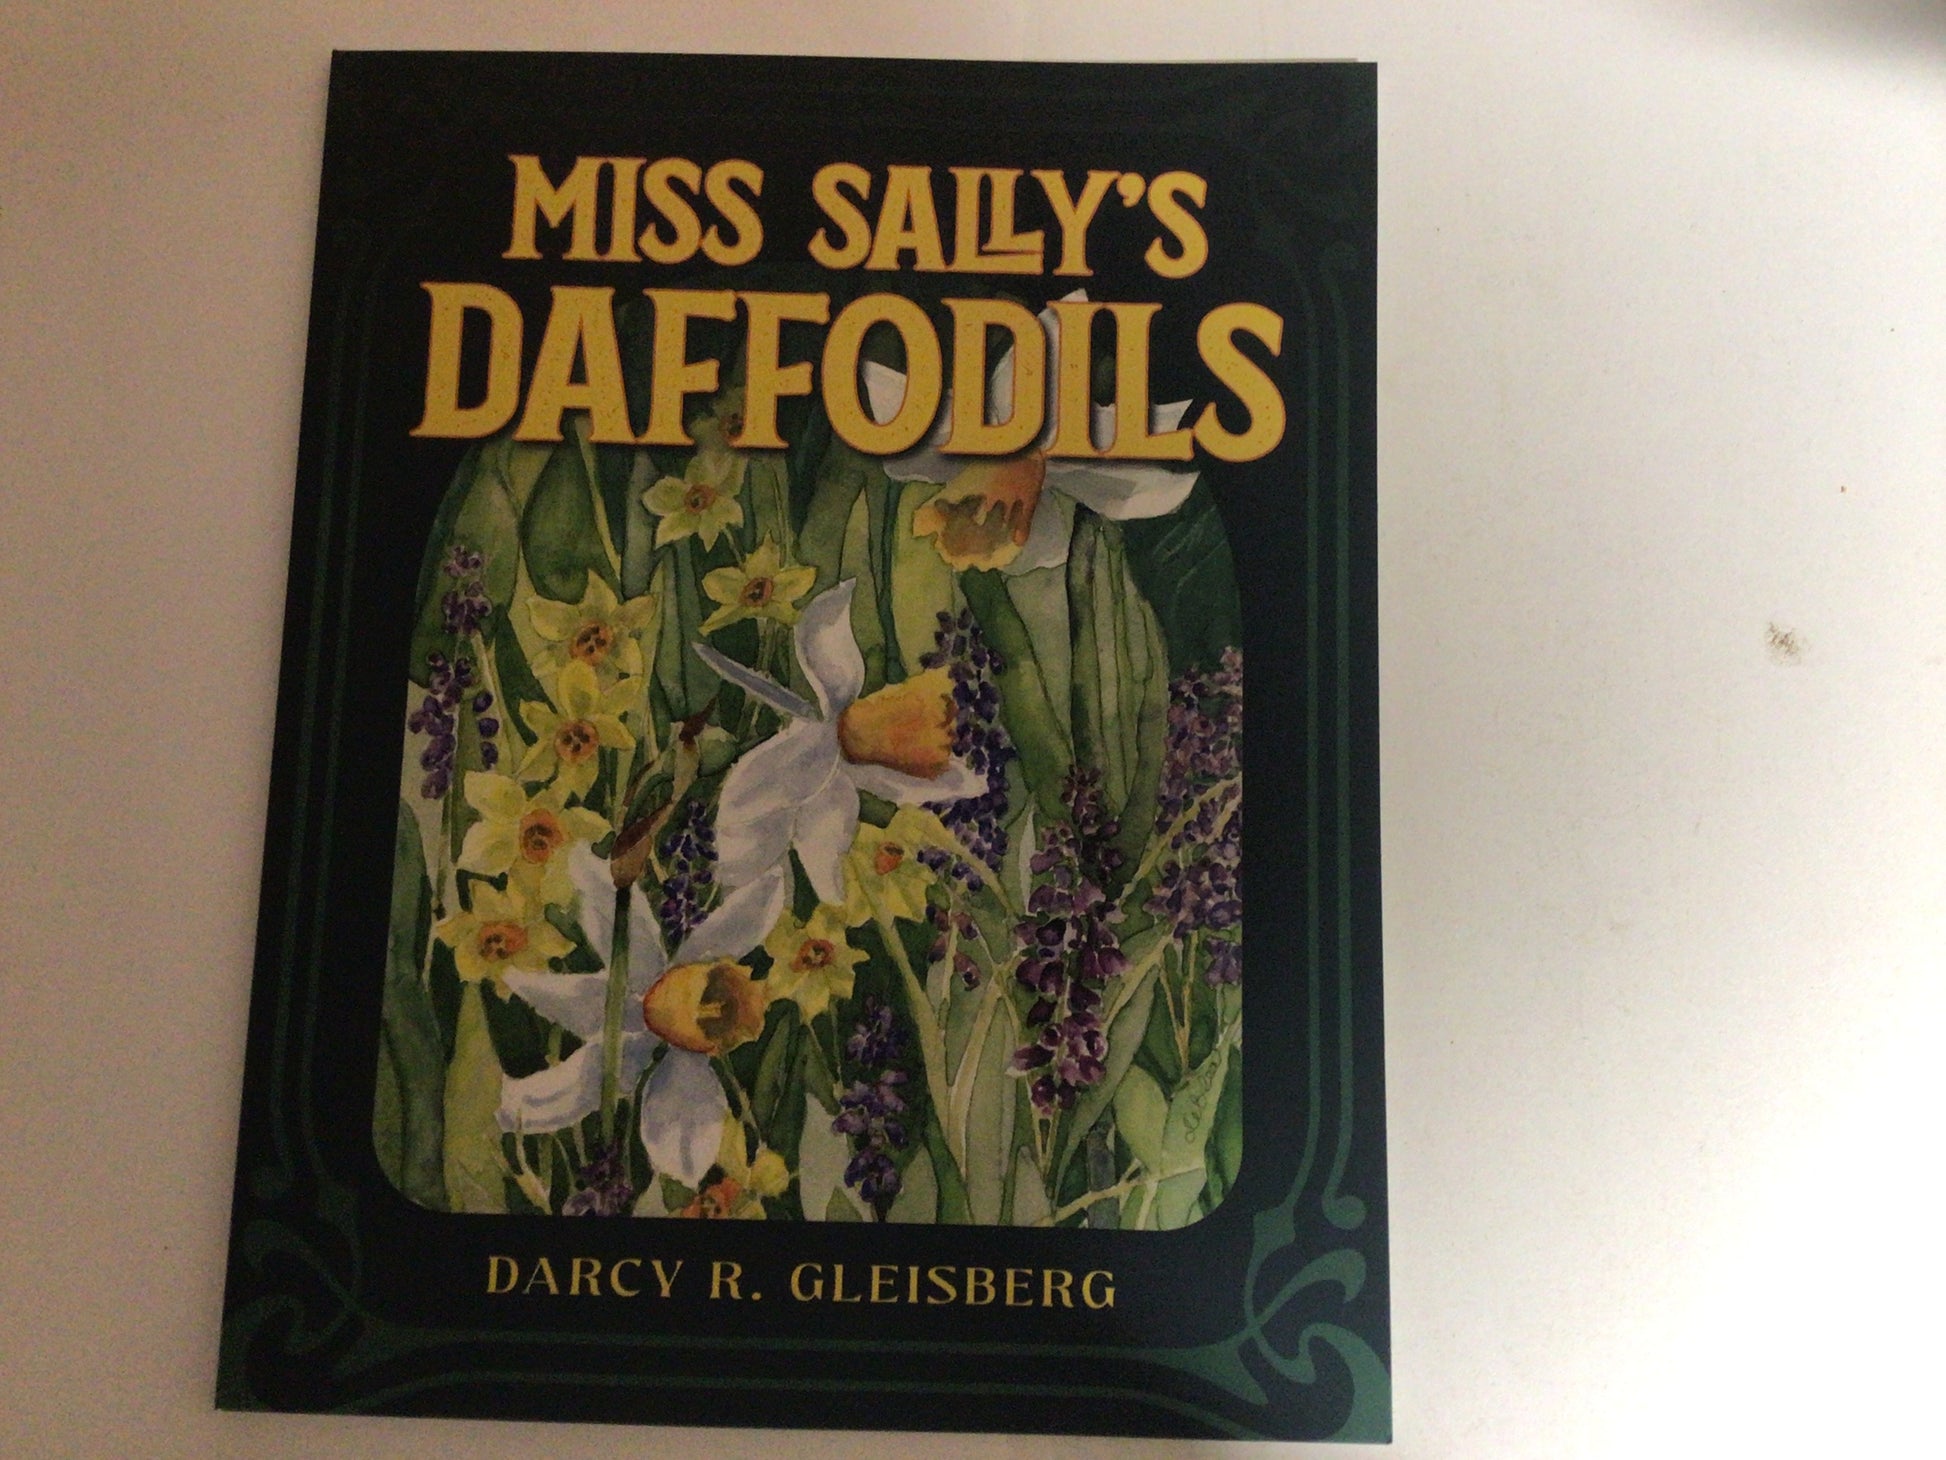 MISS SALLY'S
DAFFODILS
DARCY R. GLEISBERG